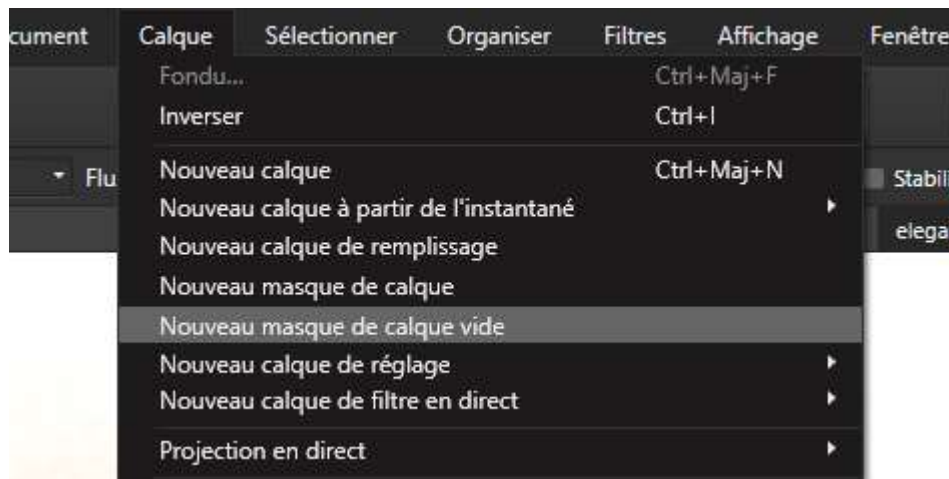 cument Calque Sélectionner Organiser Filtres Affichage Fenêtre
Fondu... Ctrl+Maj+F
Inverser Ctrl+I
Nouveau calque Ctrl+Maj+N
Flu
Stabili
Nouveau calque à partir de l'instantané
elega
Nouveau calque de remplissage
Nouveau masque de calque
Nouveau masque de calque vide
Nouveau calque de réglage
Nouveau calque de filtre en direct
Projection en direct